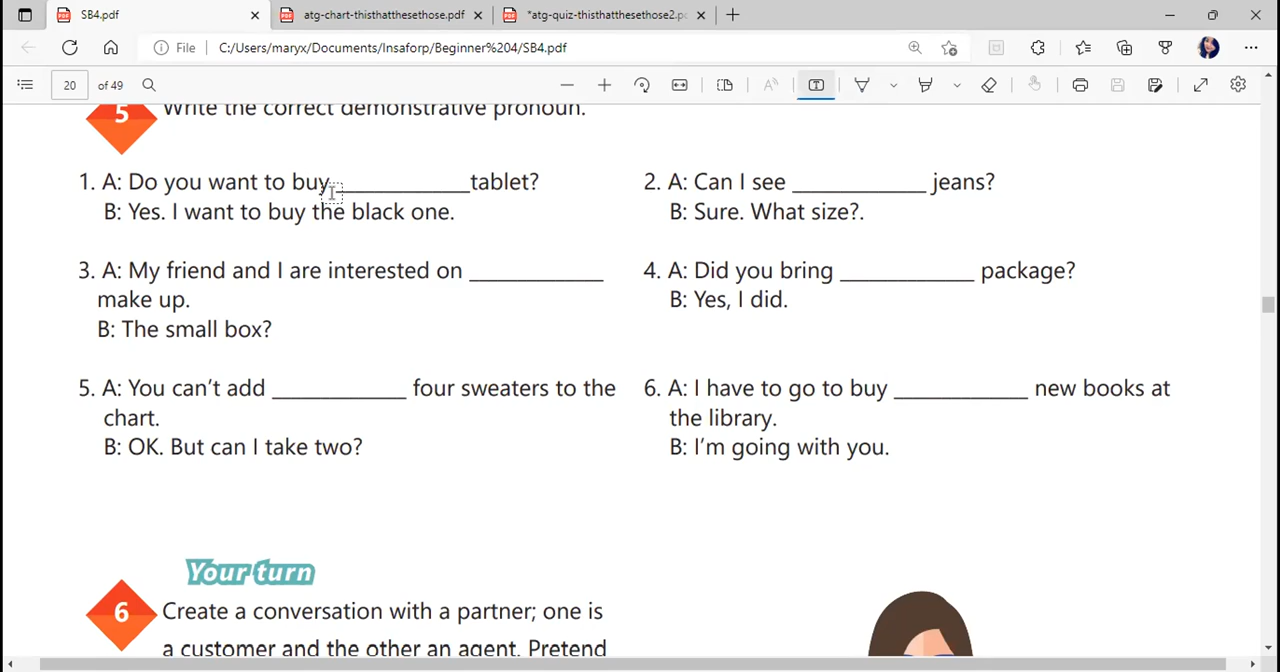 SB4.pdf
atg-chart-thisthatthesethose.pdf
*atg-quiz-thisthatthesethose2.pd
File
C:/Users/maryx/Documents/Insaforp/Beginner%204/SB4.pdf
20 of 49
5 Write the correct demonstrative pronoun.
1. A: Do you want to buy ____________tablet?
B: Yes. I want to buy the black one.
2. A: Can I see ____________ jeans?
B: Sure. What size?.
3. A: My friend and I are interested on ____________
make up.
B: The small box?
4. A: Did you bring ____________ package?
B: Yes, I did.
5. A: You can't add ____________ four sweaters to the
chart.
B: OK. But can I take two?
6. A: I have to go to buy ____________ new books at
the library.
B: I'm going with you.
Your turn
6 Create a conversation with a partner; one is
a customer and the other an agent. Pretend